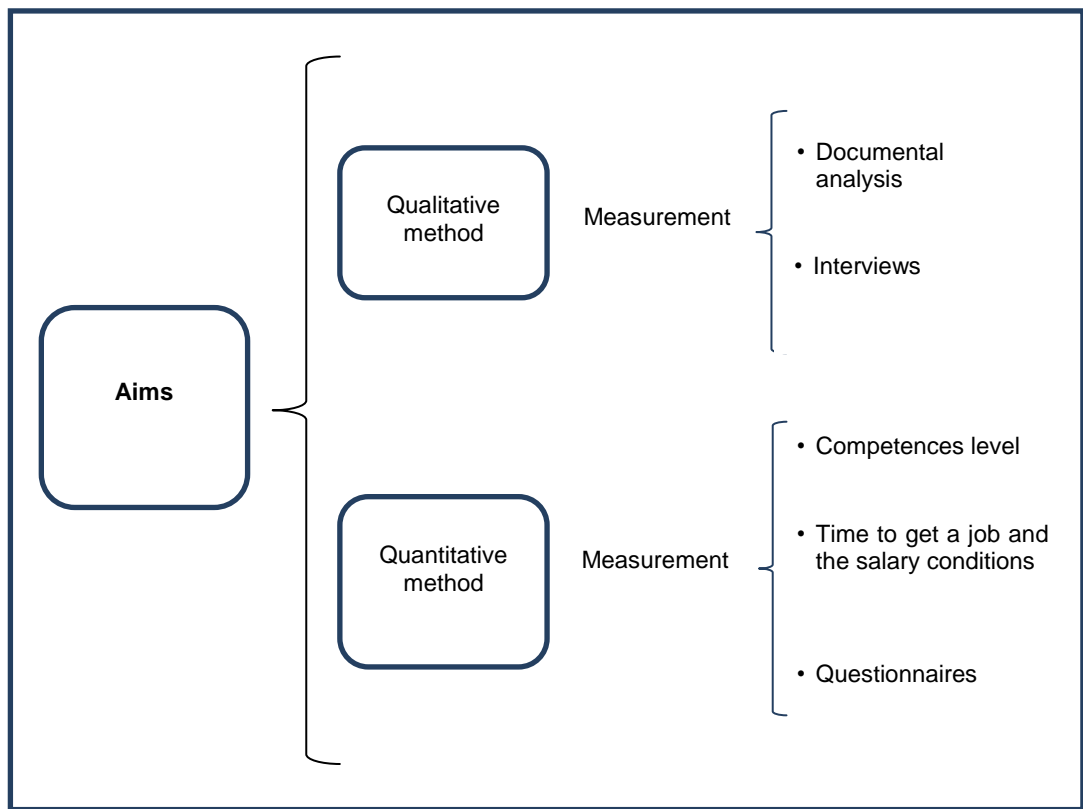 Aims
Qualitative
method
Measurement
• Documental
analysis
• Interviews
Quantitative
method
Measurement
• Competences level
• Time to get a job and
the salary conditions
• Questionnaires